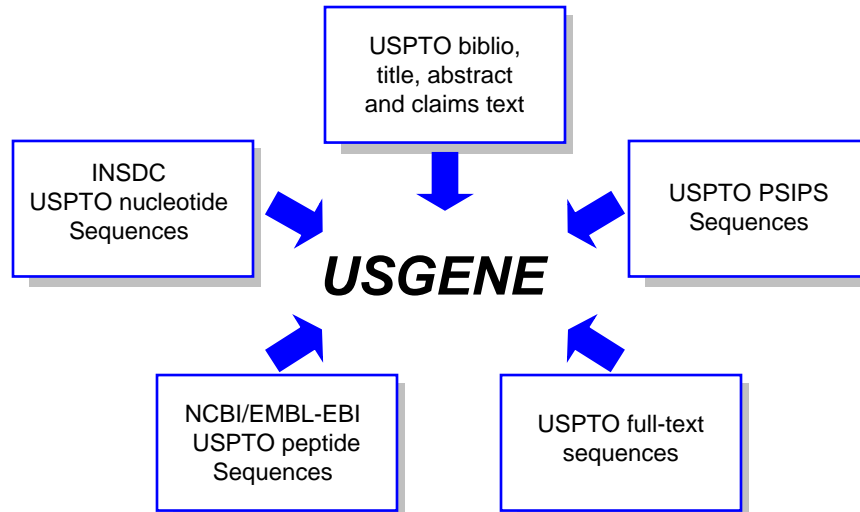 USPTO biblio,
title, abstract
and claims text
INSDC
USPTO nucleotide
Sequences
USPTO PSIPS
Sequences
USGENE
NCBI/EMBL-EBI
USPTO peptide
Sequences
USPTO full-text
sequences